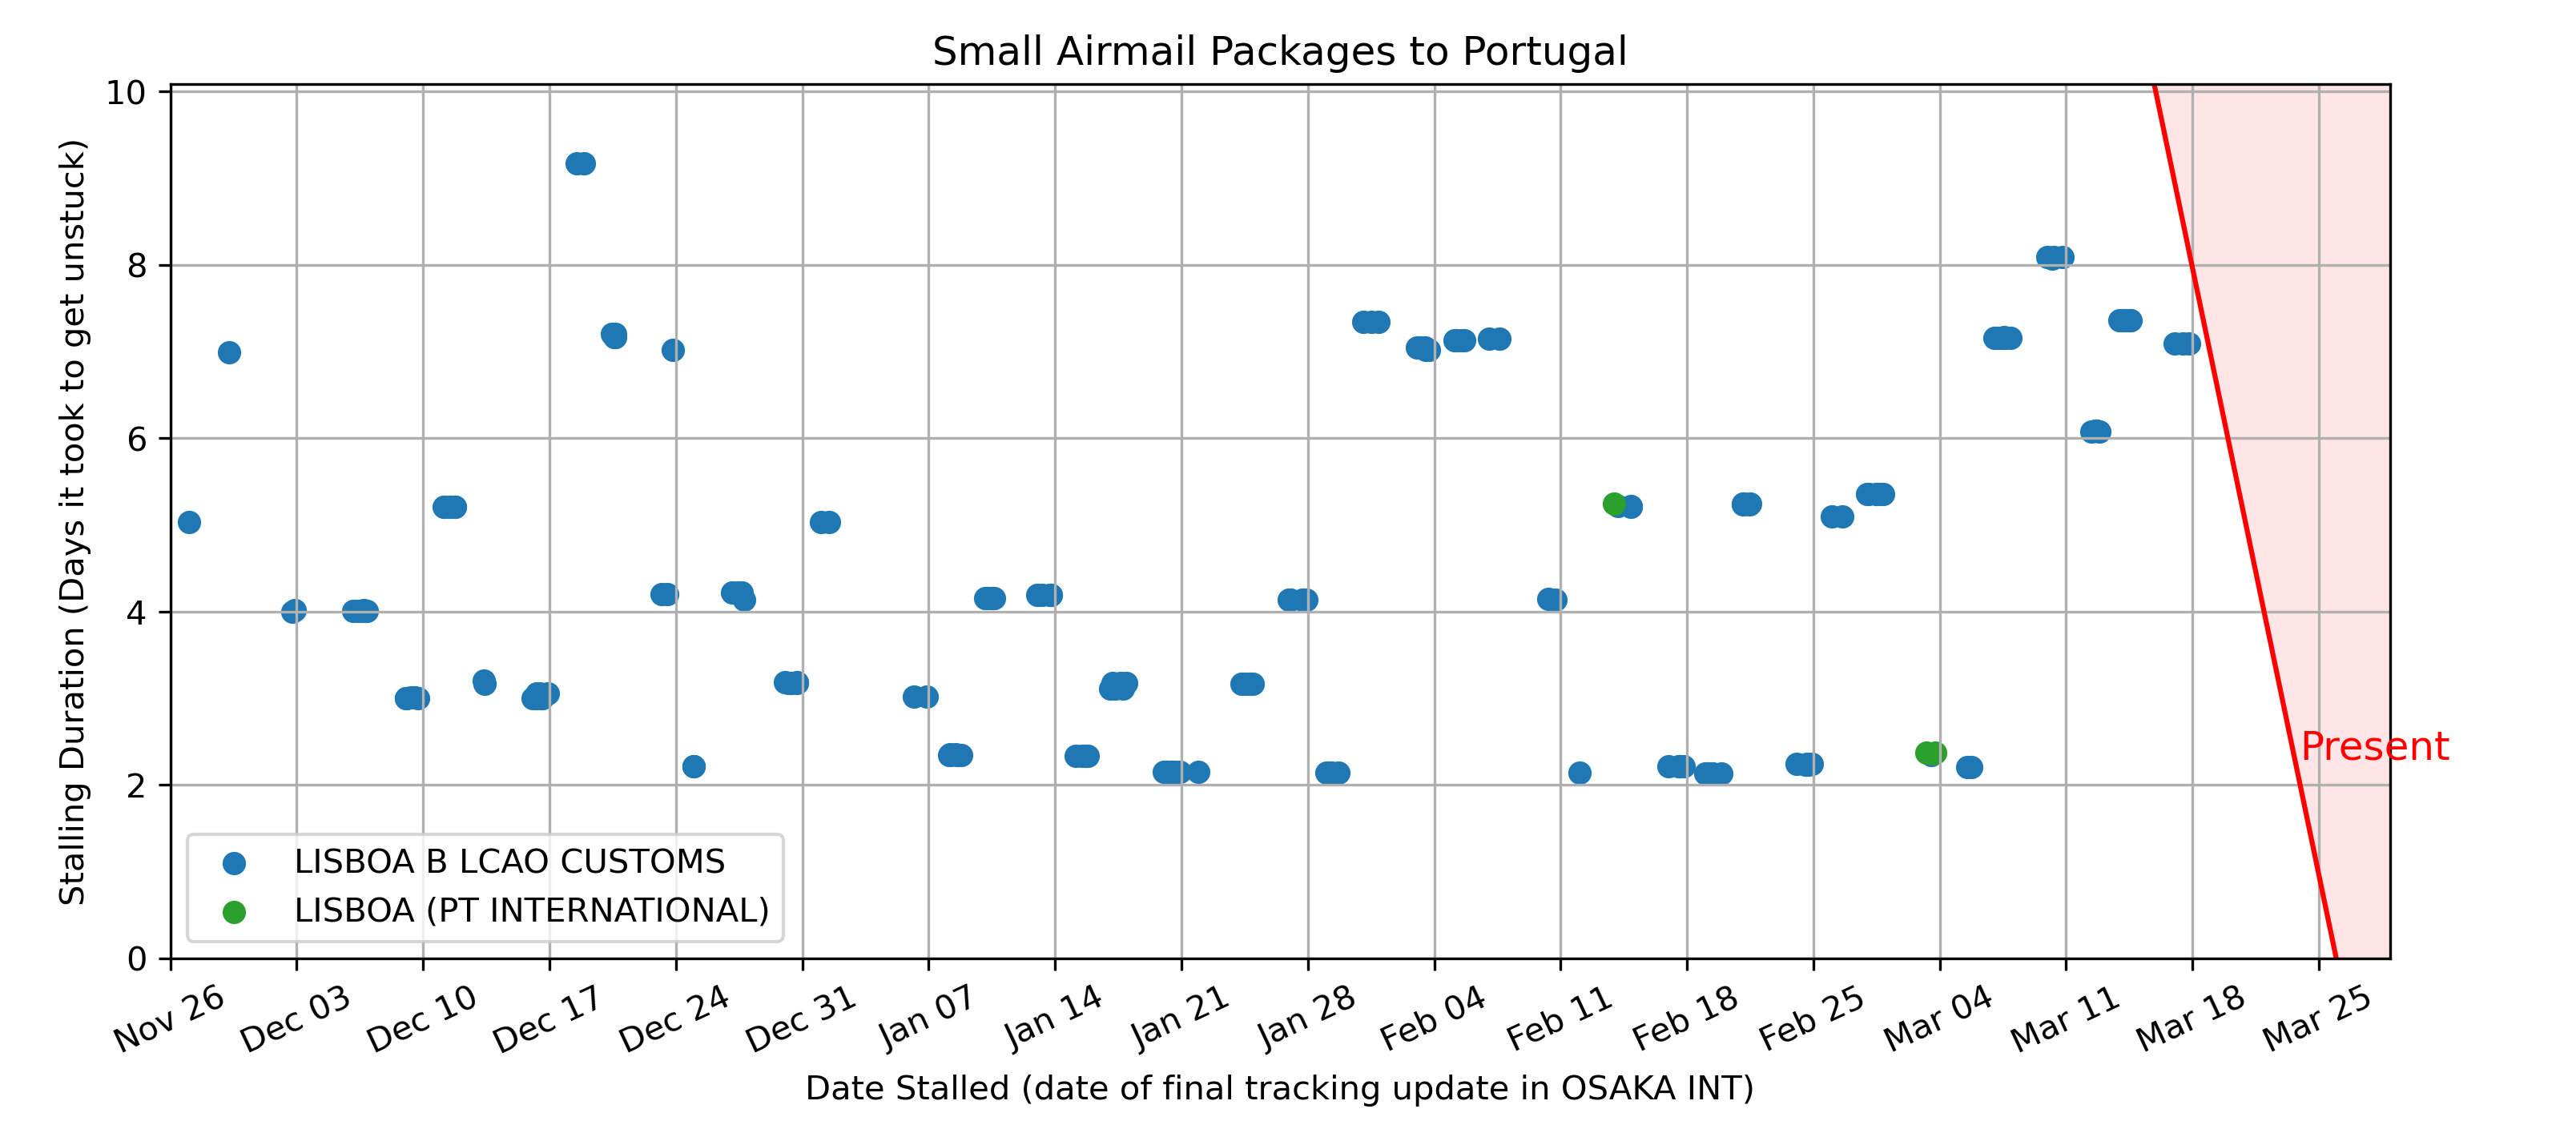 Small Airmail Packages to Portugal
Stalling Duration (Days it took to get unstuck)
10
8
6
4
2
0
Present
LISBOA B LCAO CUSTOMS
LISBOA (PT INTERNATIONAL)
Nov 26
Dec 03
Dec 10
Dec 17
Dec 24
Dec 31
Jan 07
Jan 14
Jan 21
Jan 28
Feb 04
Feb 11
Feb 18
Feb 25
Mar 04
Mar 11
Mar 18
Mar 25
Date Stalled (date of final tracking update in OSAKA INT)